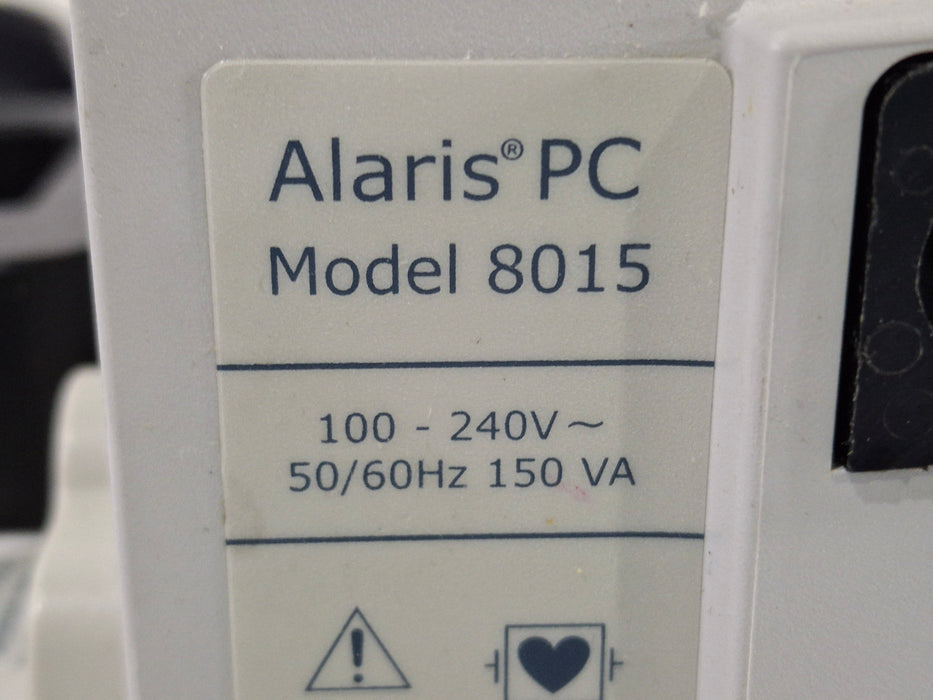 Alaris® PC
Model 8015
100 - 240V~
50/60Hz 150 VA